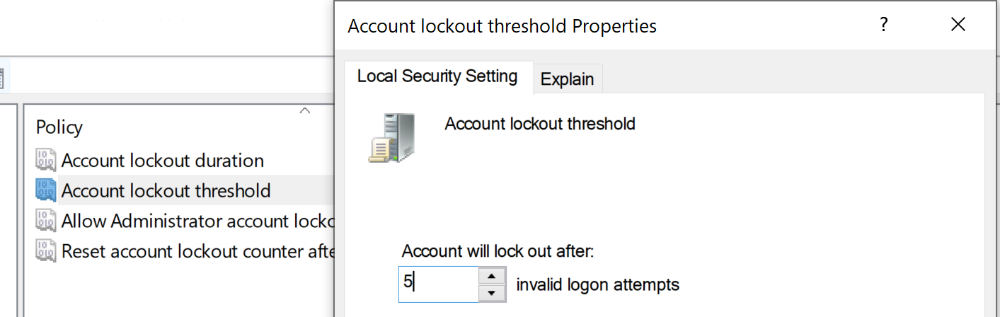 Account lockout threshold Properties
?
Local Security Setting
Explain
Policy
Account lockout duration
Account lockout threshold
Allow Administrator account locko
Reset account lockout counter afte
Account lockout threshold
Account will lock out after:
5
invalid logon attempts